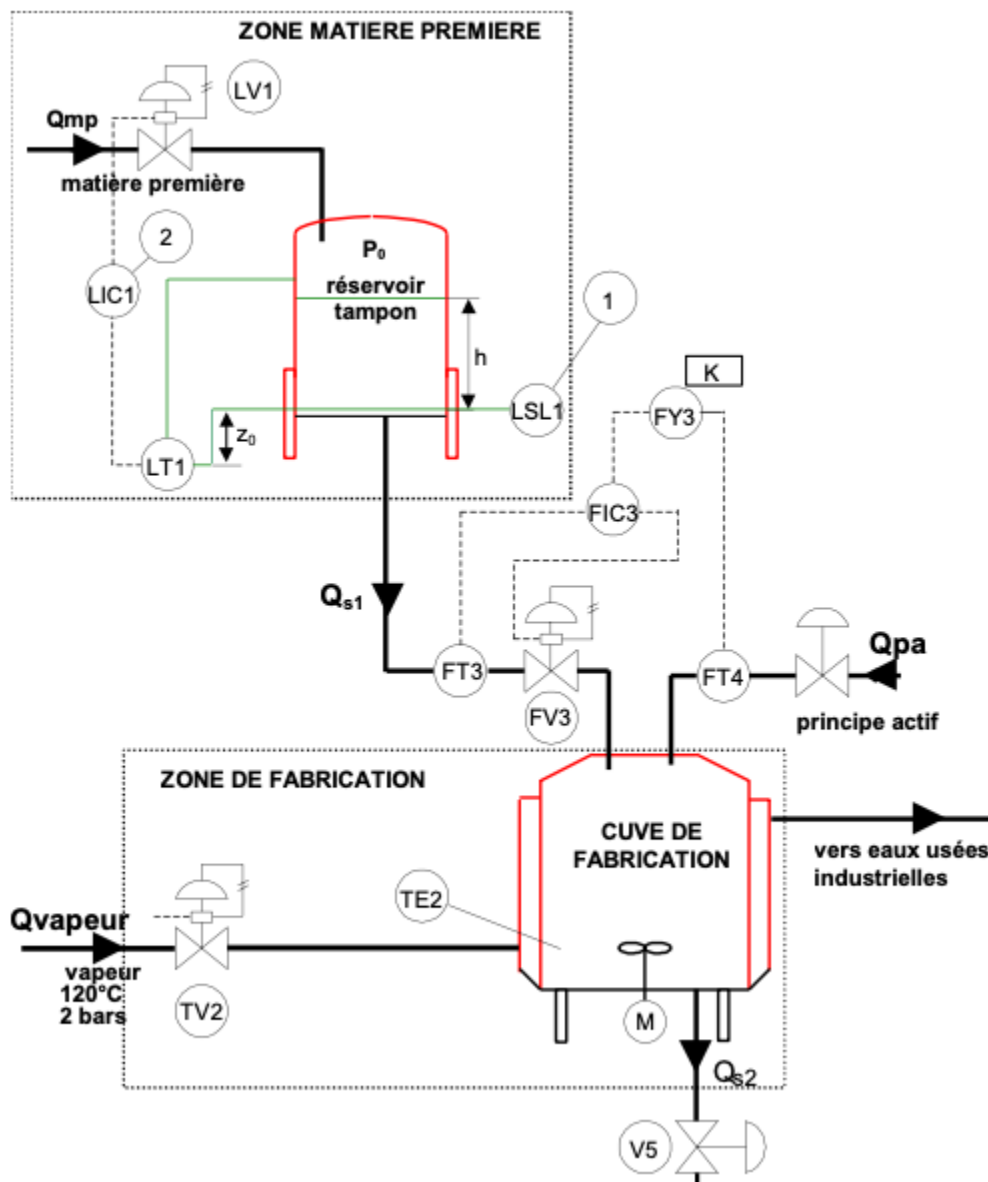 ZONE MATIERE PREMIERE
LV1
Qmp
matière première
2
P₀
LIC1
réservoir
tampon
1
h
K
LSL1
FY3
z₀
LT1
FIC3
Qs1
Qpa
FT3
FT4
FV3
principe actif
ZONE DE FABRICATION
CUVE DE
FABRICATION
vers eaux usées
industrielles
TE2
Qvapeur
vapeur
120°C
2 bars
TV2
M
Qs2
V5